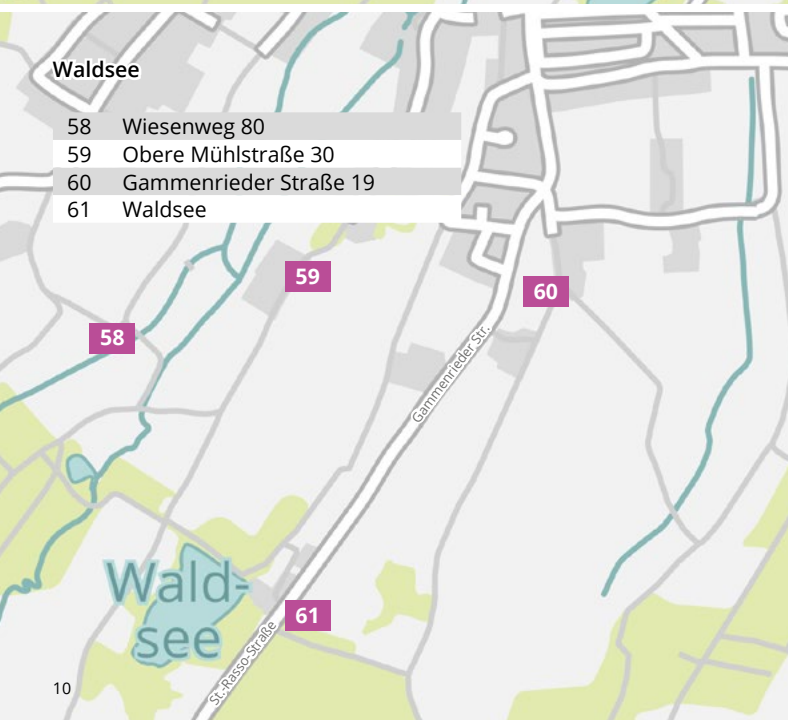 Waldsee
58 Wiesenweg 80
59 Obere Mühlstraße 30
60 Gammenrieder Straße 19
61 Waldsee
59
60
58
Gammenrieder Str.
Wald-
see
61
St.-Rasso-Straße
10